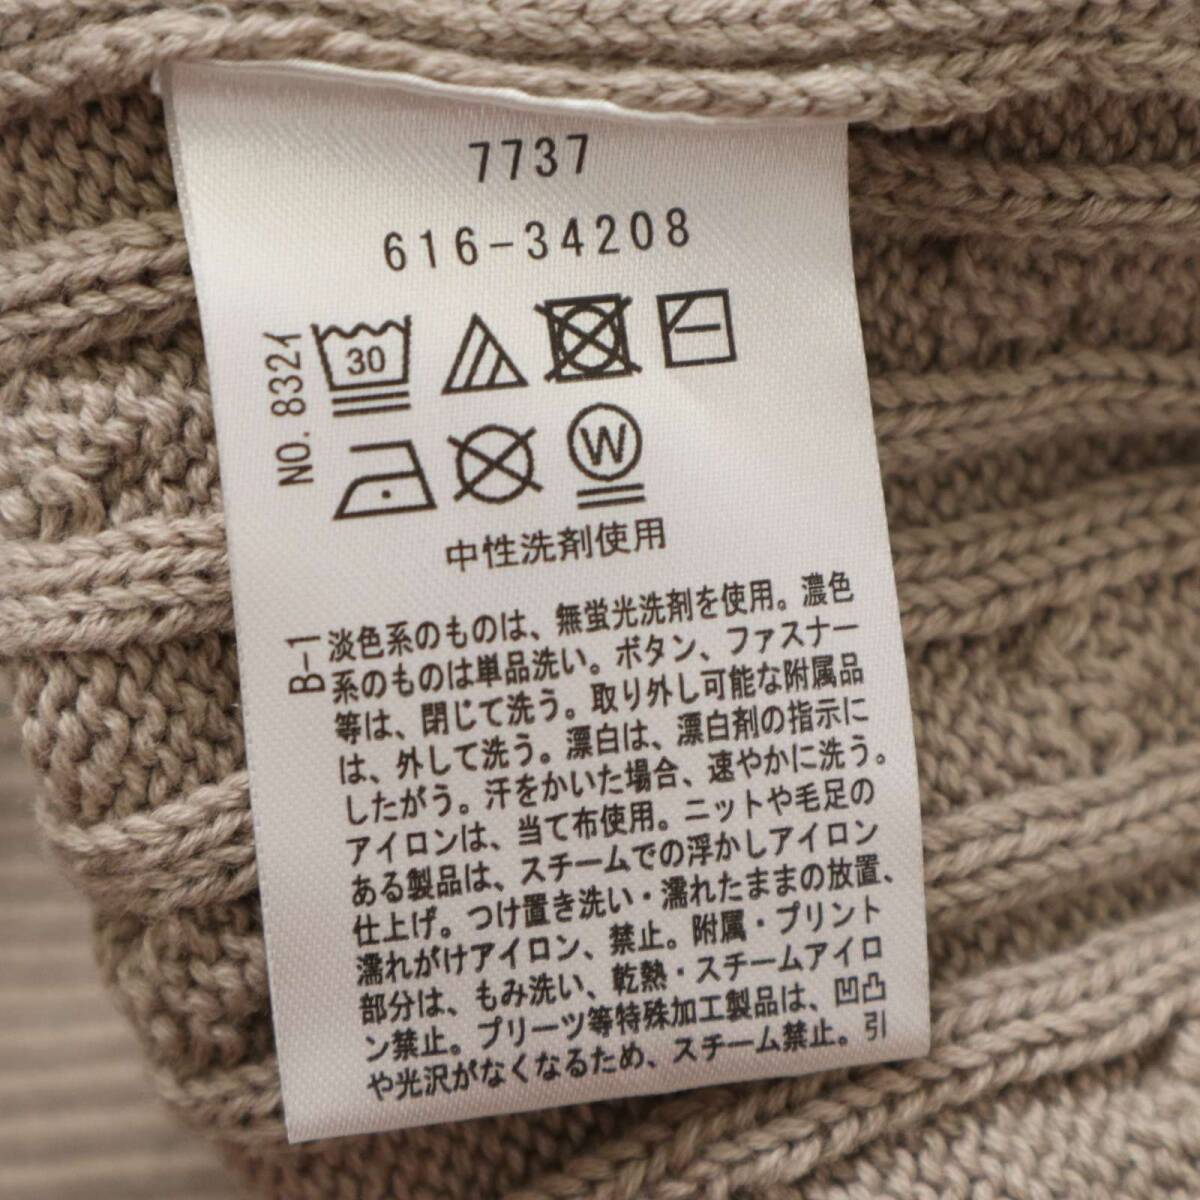 7737
616-34208
NO. 832イ
30
W
中性洗剤使用
B-1
淡色系のものは、無蛍光洗剤を使用。濃色
系のものは単品洗い。ボタン、ファスナー
等は、閉じて洗う。取り外し可能な附属品
は、外して洗う。漂白は、漂白剤の指示に
したがう。汗をかいた場合、速やかに洗う。
アイロンは、当て布使用。ニットや毛足の
ある製品は、スチームでの浮かしアイロン
仕上げ。つけ置き洗い・濡れたままの放置、
濡れがけアイロン、禁止。附属・プリント
部分は、もみ洗い、乾熱・スチームアイロ
ン禁止。プリーツ等特殊加工製品は、凹凸
や光沢がなくなるため、スチーム禁止。引